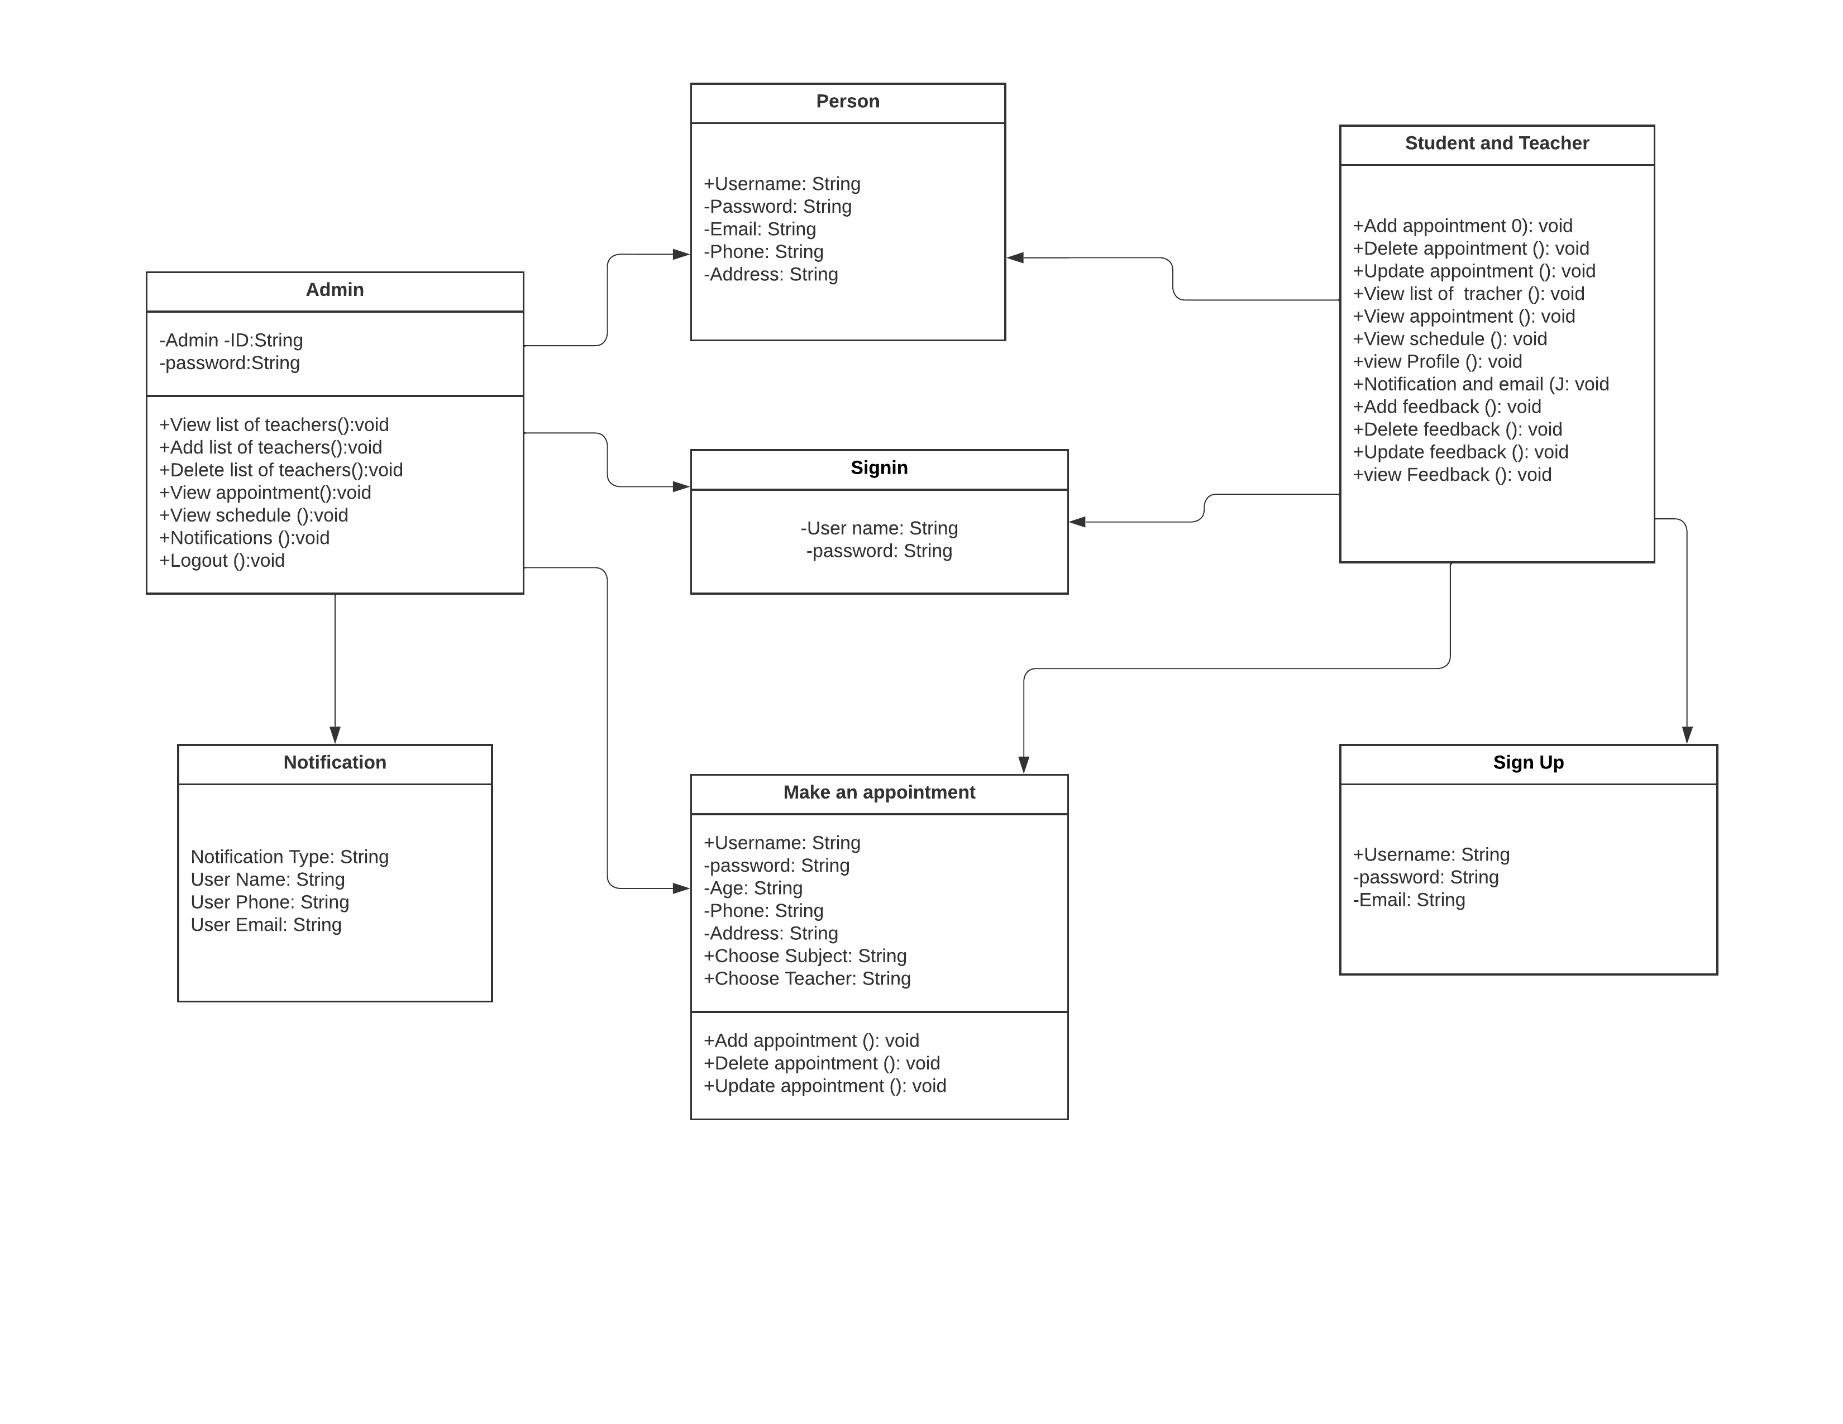 Person
+Username: String
-Password: String
-Email: String
-Phone: String
-Address: String
Student and Teacher
+Add appointment 0): void
+Delete appointment (): void
+Update appointment (): void
+View list of  tracher (): void
+View appointment (): void
+View schedule (): void
+view Profile (): void
+Notification and email (J: void
+Add feedback (): void
+Delete feedback (): void
+Update feedback (): void
+view Feedback (): void
Admin
-Admin -ID:String
-password:String
+View list of teachers():void
+Add list of teachers():void
+Delete list of teachers():void
+View appointment():void
+View schedule ():void
+Notifications ():void
+Logout ():void
Signin
-User name: String
-password: String
Notification
Notification Type: String
User Name: String
User Phone: String
User Email: String
Make an appointment
+Username: String
-password: String
-Age: String
-Phone: String
-Address: String
+Choose Subject: String
+Choose Teacher: String
+Add appointment (): void
+Delete appointment (): void
+Update appointment (): void
Sign Up
+Username: String
-password: String
-Email: String